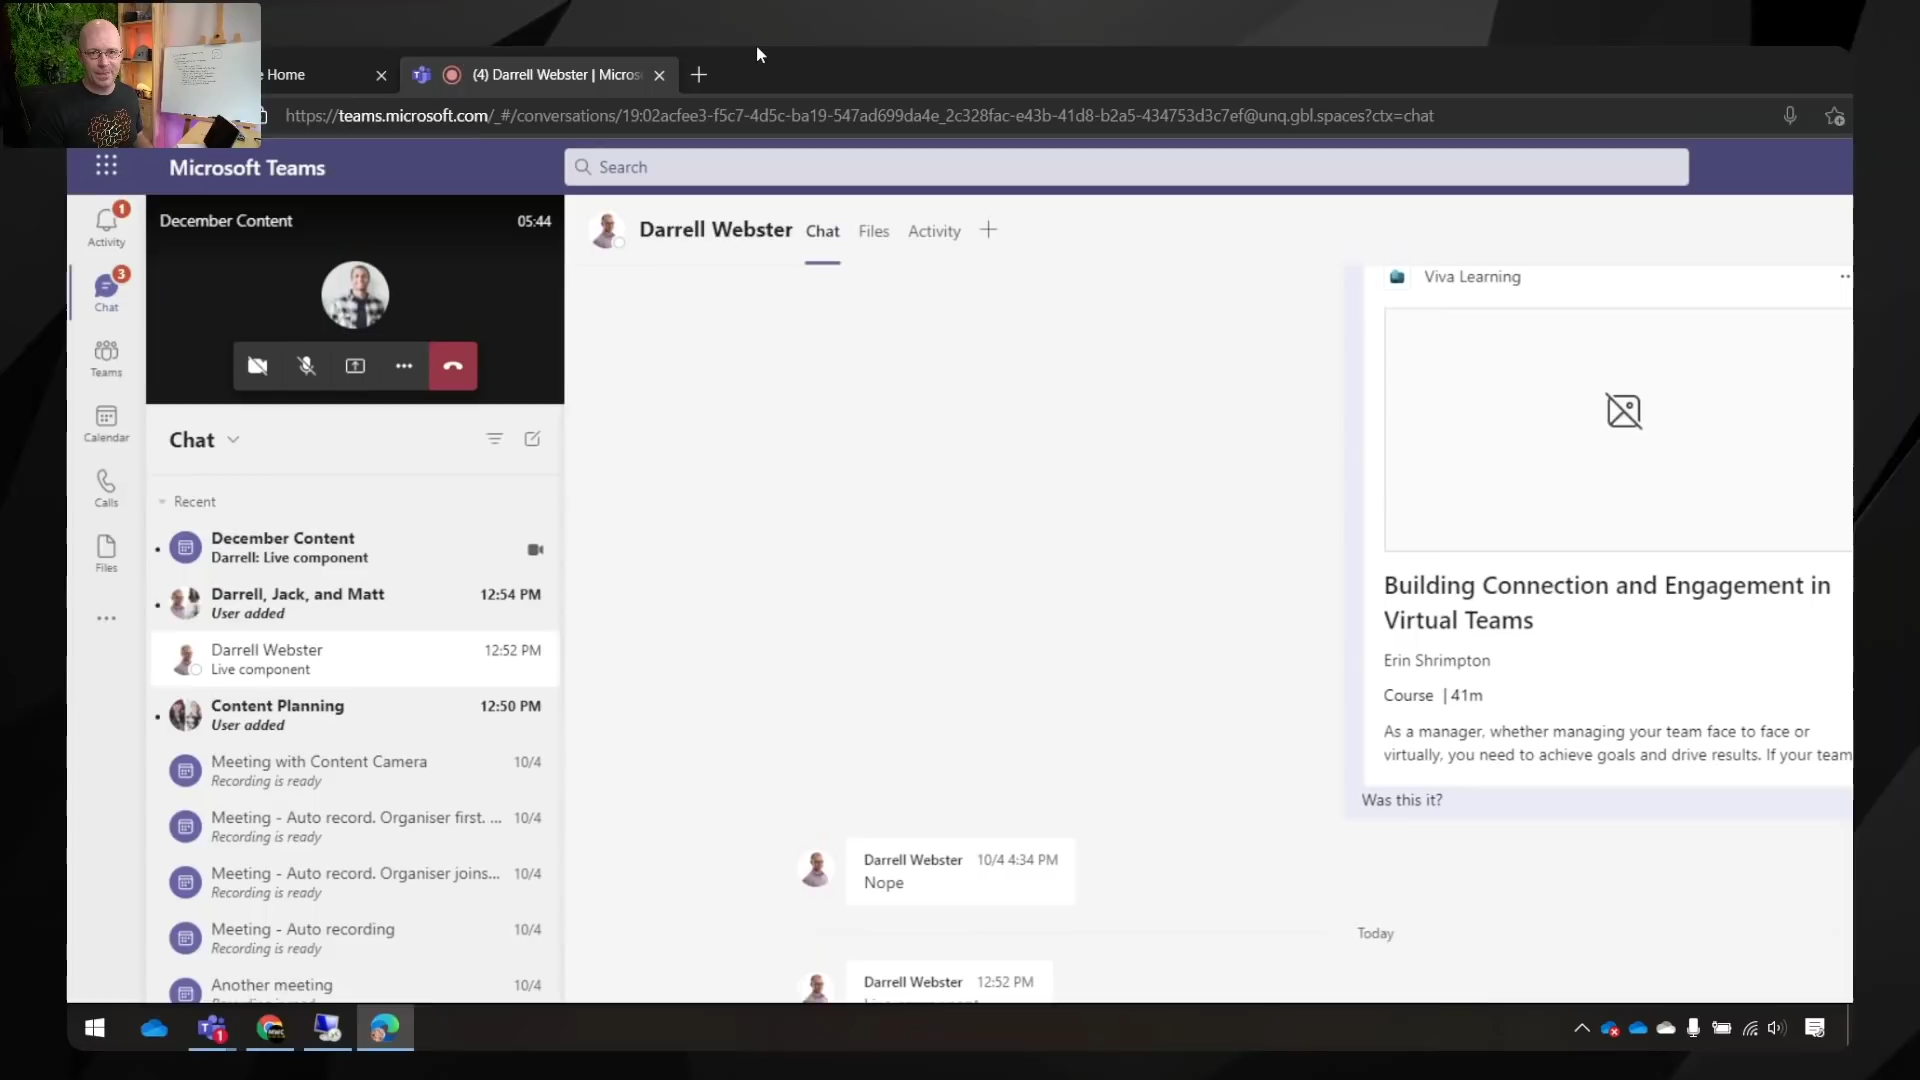 e Home
(4) Darrell Webster | Micros
https://teams.microsoft.com/_#/conversations/19:02acfee3-f5c7-4d5c-ba19-547ad699da4e_2c328fac-e43b-41d8-b2a5-434753d3c7ef@unq.gbl.spaces?ctx=chat
Microsoft Teams
Search
1
Activity
3
Chat
Teams
Calendar
Calls
Files
December Content
05:44
Chat
Recent
December Content
Darrell: Live component
Darrell, Jack, and Matt
12:54 PM
User added
Darrell Webster
12:52 PM
Live component
Content Planning
12:50 PM
User added
Meeting with Content Camera
10/4
Recording is ready
Meeting - Auto record. Organiser first. ...
10/4
Recording is ready
Meeting - Auto record. Organiser joins...
10/4
Recording is ready
Meeting - Auto recording
10/4
Recording is ready
Another meeting
10/4
Darrell Webster
Chat
Files
Activity
Viva Learning
Building Connection and Engagement in
Virtual Teams
Erin Shrimpton
Course | 41m
As a manager, whether managing your team face to face or
virtually, you need to achieve goals and drive results. If your team
Was this it?
Darrell Webster 10/4 4:34 PM
Nope
Today
Darrell Webster 12:52 PM
1